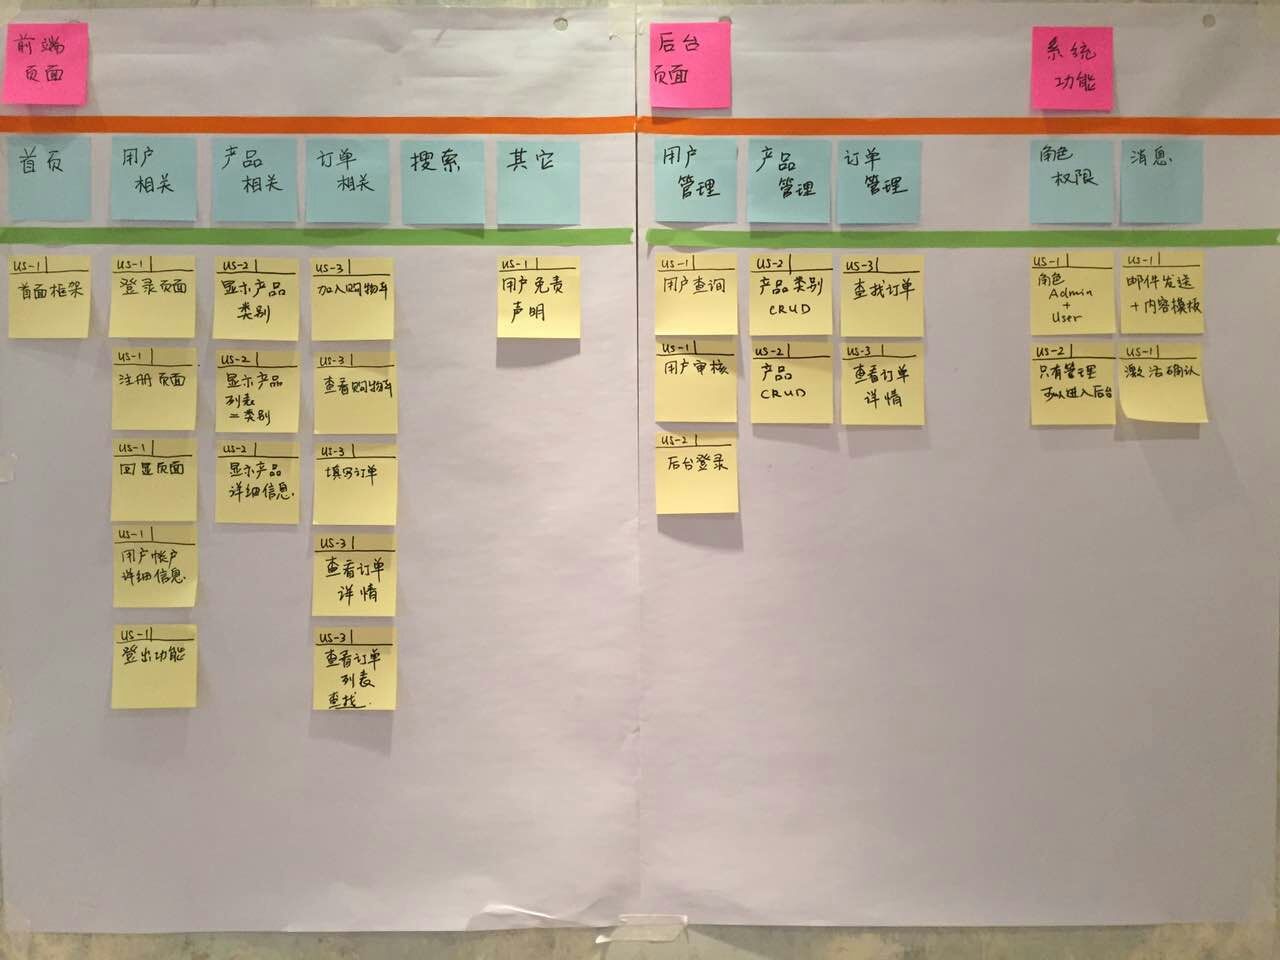 前端
页面
后台
页面
系统
功能
首页
用户
相关
产品
相关
订单
相关
搜索
其它
用户
管理
产品
管理
订单
管理
角色
权限
消息
US-1
首面框架
US-1
登录页面
US-1
注册页面
US-1
回显页面
US-1
用户帐户
详细信息
US-1
登出功能
US-2
显示产品
类别
US-2
显示产品
列表
=类别
US-2
显示产品
详细信息
US-3
加入购物车
US-3
查看购物车
US-3
填写订单
US-3
查看订单
详情
US-3
查看订单
列表
查找
US-1
用户免责
声明
US-1
用户查询
US-1
用户审核
US-2
后台登录
US-2
产品类别
CRUD
US-2
产品
CRUD
US-3
查找订单
US-3
查看订单
详情
US-1
角色
Admin
+
User
US-2
只有管理
可以进入后台
US-1
邮件发送
+内容模板
US-1
激活确认